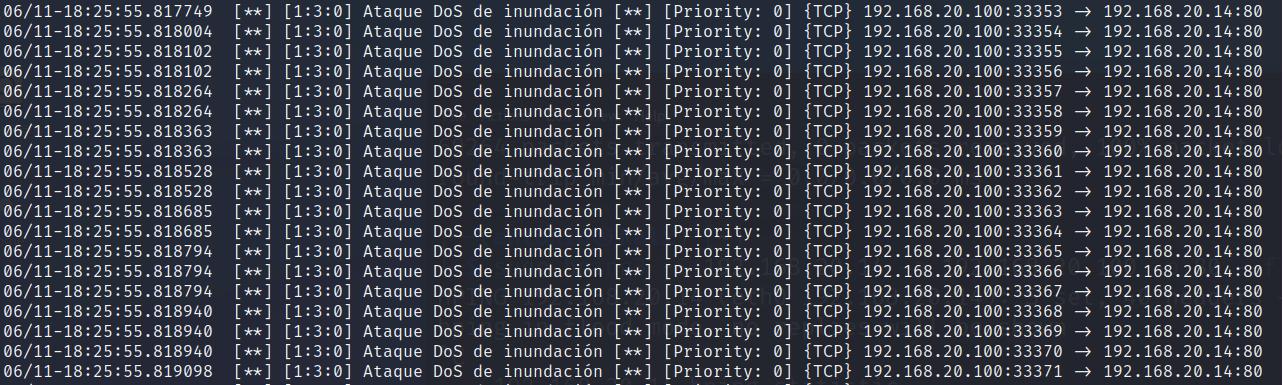 06/11-18:25:55.817749  [**] [1:3:0] Ataque DoS de inundación [**] [Priority: 0] {TCP} 192.168.20.100:33353 → 192.168.20.14:80
06/11-18:25:55.818004  [**] [1:3:0] Ataque DoS de inundación [**] [Priority: 0] {TCP} 192.168.20.100:33354 → 192.168.20.14:80
06/11-18:25:55.818102  [**] [1:3:0] Ataque DoS de inundación [**] [Priority: 0] {TCP} 192.168.20.100:33355 → 192.168.20.14:80
06/11-18:25:55.818102  [**] [1:3:0] Ataque DoS de inundación [**] [Priority: 0] {TCP} 192.168.20.100:33356 → 192.168.20.14:80
06/11-18:25:55.818264  [**] [1:3:0] Ataque DoS de inundación [**] [Priority: 0] {TCP} 192.168.20.100:33357 → 192.168.20.14:80
06/11-18:25:55.818264  [**] [1:3:0] Ataque DoS de inundación [**] [Priority: 0] {TCP} 192.168.20.100:33358 → 192.168.20.14:80
06/11-18:25:55.818363  [**] [1:3:0] Ataque DoS de inundación [**] [Priority: 0] {TCP} 192.168.20.100:33359 → 192.168.20.14:80
06/11-18:25:55.818363  [**] [1:3:0] Ataque DoS de inundación [**] [Priority: 0] {TCP} 192.168.20.100:33360 → 192.168.20.14:80
06/11-18:25:55.818528  [**] [1:3:0] Ataque DoS de inundación [**] [Priority: 0] {TCP} 192.168.20.100:33361 → 192.168.20.14:80
06/11-18:25:55.818528  [**] [1:3:0] Ataque DoS de inundación [**] [Priority: 0] {TCP} 192.168.20.100:33362 → 192.168.20.14:80
06/11-18:25:55.818685  [**] [1:3:0] Ataque DoS de inundación [**] [Priority: 0] {TCP} 192.168.20.100:33363 → 192.168.20.14:80
06/11-18:25:55.818685  [**] [1:3:0] Ataque DoS de inundación [**] [Priority: 0] {TCP} 192.168.20.100:33364 → 192.168.20.14:80
06/11-18:25:55.818794  [**] [1:3:0] Ataque DoS de inundación [**] [Priority: 0] {TCP} 192.168.20.100:33365 → 192.168.20.14:80
06/11-18:25:55.818794  [**] [1:3:0] Ataque DoS de inundación [**] [Priority: 0] {TCP} 192.168.20.100:33366 → 192.168.20.14:80
06/11-18:25:55.818794  [**] [1:3:0] Ataque DoS de inundación [**] [Priority: 0] {TCP} 192.168.20.100:33367 → 192.168.20.14:80
06/11-18:25:55.818940  [**] [1:3:0] Ataque DoS de inundación [**] [Priority: 0] {TCP} 192.168.20.100:33368 → 192.168.20.14:80
06/11-18:25:55.818940  [**] [1:3:0] Ataque DoS de inundación [**] [Priority: 0] {TCP} 192.168.20.100:33369 → 192.168.20.14:80
06/11-18:25:55.818940  [**] [1:3:0] Ataque DoS de inundación [**] [Priority: 0] {TCP} 192.168.20.100:33370 → 192.168.20.14:80
06/11-18:25:55.819098  [**] [1:3:0] Ataque DoS de inundación [**] [Priority: 0] {TCP} 192.168.20.100:33371 → 192.168.20.14:80